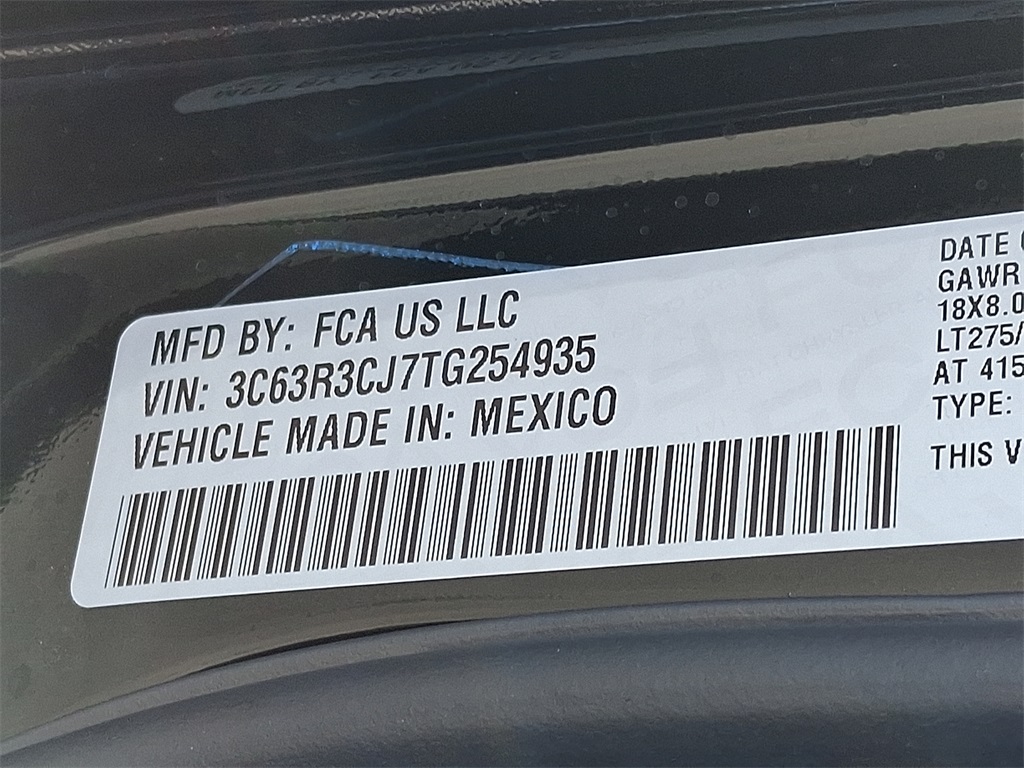 MFD BY: FCA US LLC
VIN: 3C63R3CJ7TG254935
VEHICLE MADE IN: MEXICO
DATE
GAWR
18X8.0
LT275/
AT 415
TYPE:
THIS V